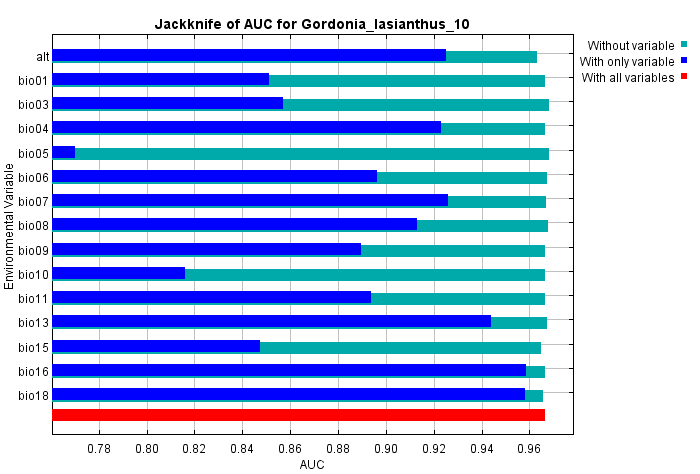 Jackknife of AUC for Gordonia_lasianthus_10
Without variable
With only variable
With all variables
Environmental Variable
alt
bio01
bio03
bio04
bio05
bio06
bio07
bio08
bio09
bio10
bio11
bio13
bio15
bio16
bio18
0.78 0.80 0.82 0.84 0.86 0.88 0.90 0.92 0.94 0.96
AUC